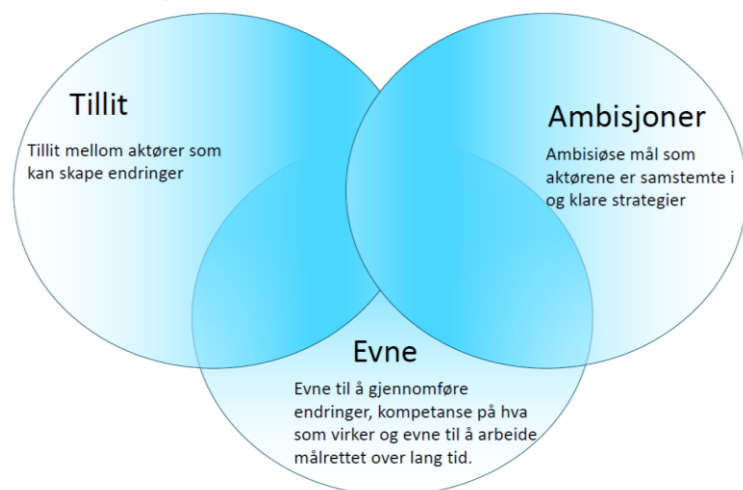 Tillit
Tillit mellom aktører som
kan skape endringer
Ambisjoner
Ambisiøse mål som
aktørene er samstemte i
og klare strategier
Evne
Evne til å gjennomføre
endringer, kompetanse på hva
som virker og evne til å arbeide
målrettet over lang tid.